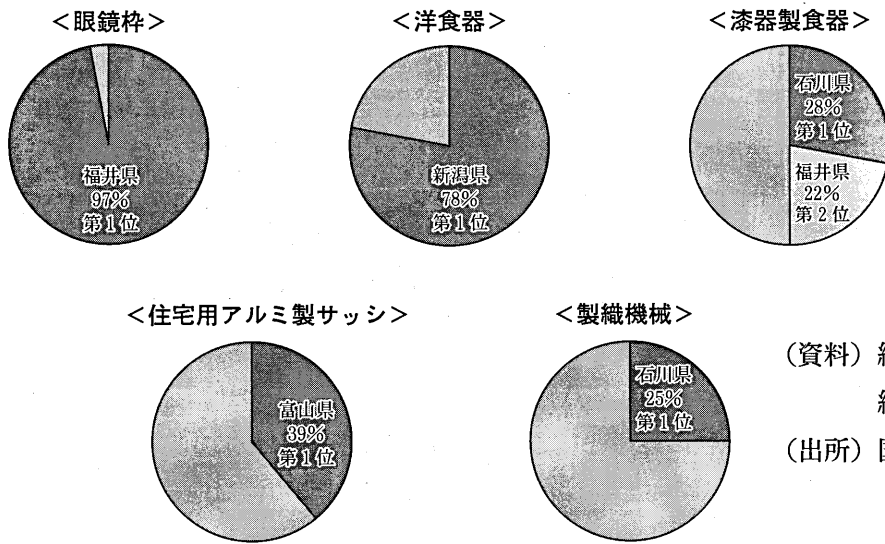 <眼鏡枠>
福井県
97%
第1位
<洋食器>
新潟県
78%
第1位
<漆器製食器>
石川県
28%
第1位
福井県
22%
第2位
<住宅用アルミ製サッシ>
富山県
39%
第1位
<製織機械>
石川県
25%
第1位
(資料)
(出所)